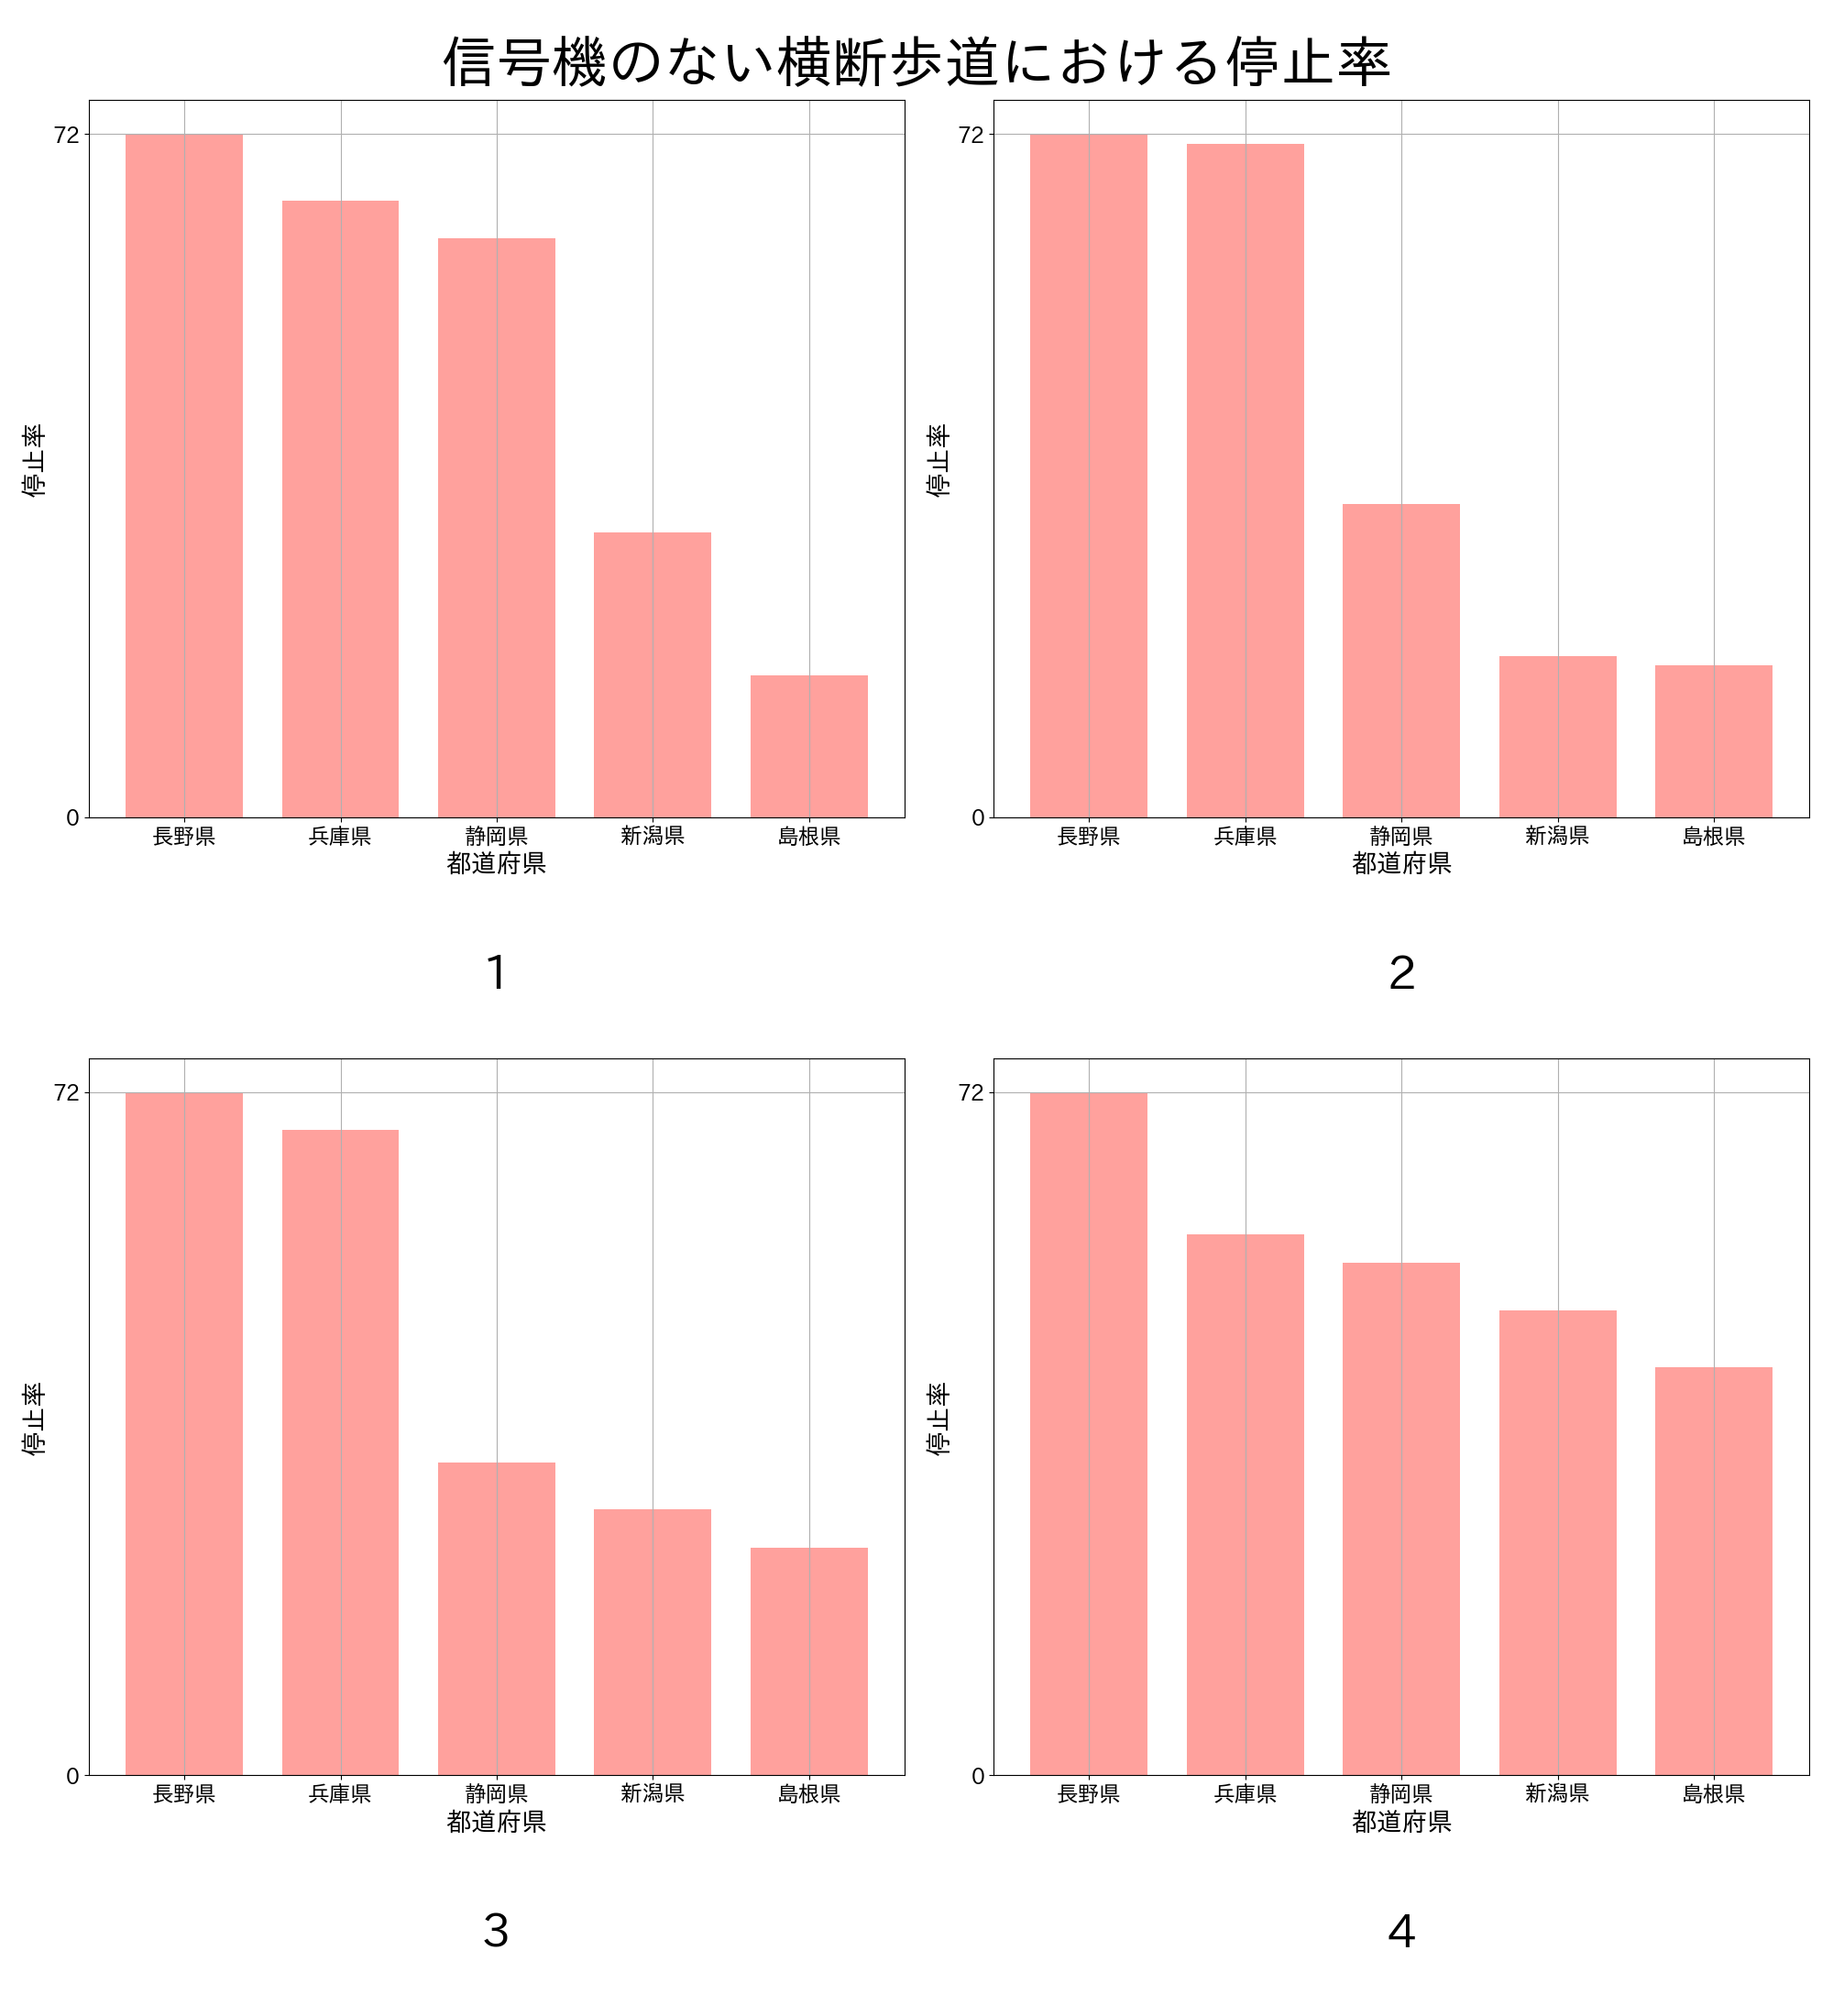 信号機のない横断歩道における停止率
72
0
停止率
長野県 兵庫県 静岡県 新潟県 島根県
都道府県
1
72
0
停止率
長野県 兵庫県 静岡県 新潟県 島根県
都道府県
2
72
0
停止率
長野県 兵庫県 静岡県 新潟県 島根県
都道府県
3
72
0
停止率
長野県 兵庫県 静岡県 新潟県 島根県
都道府県
4